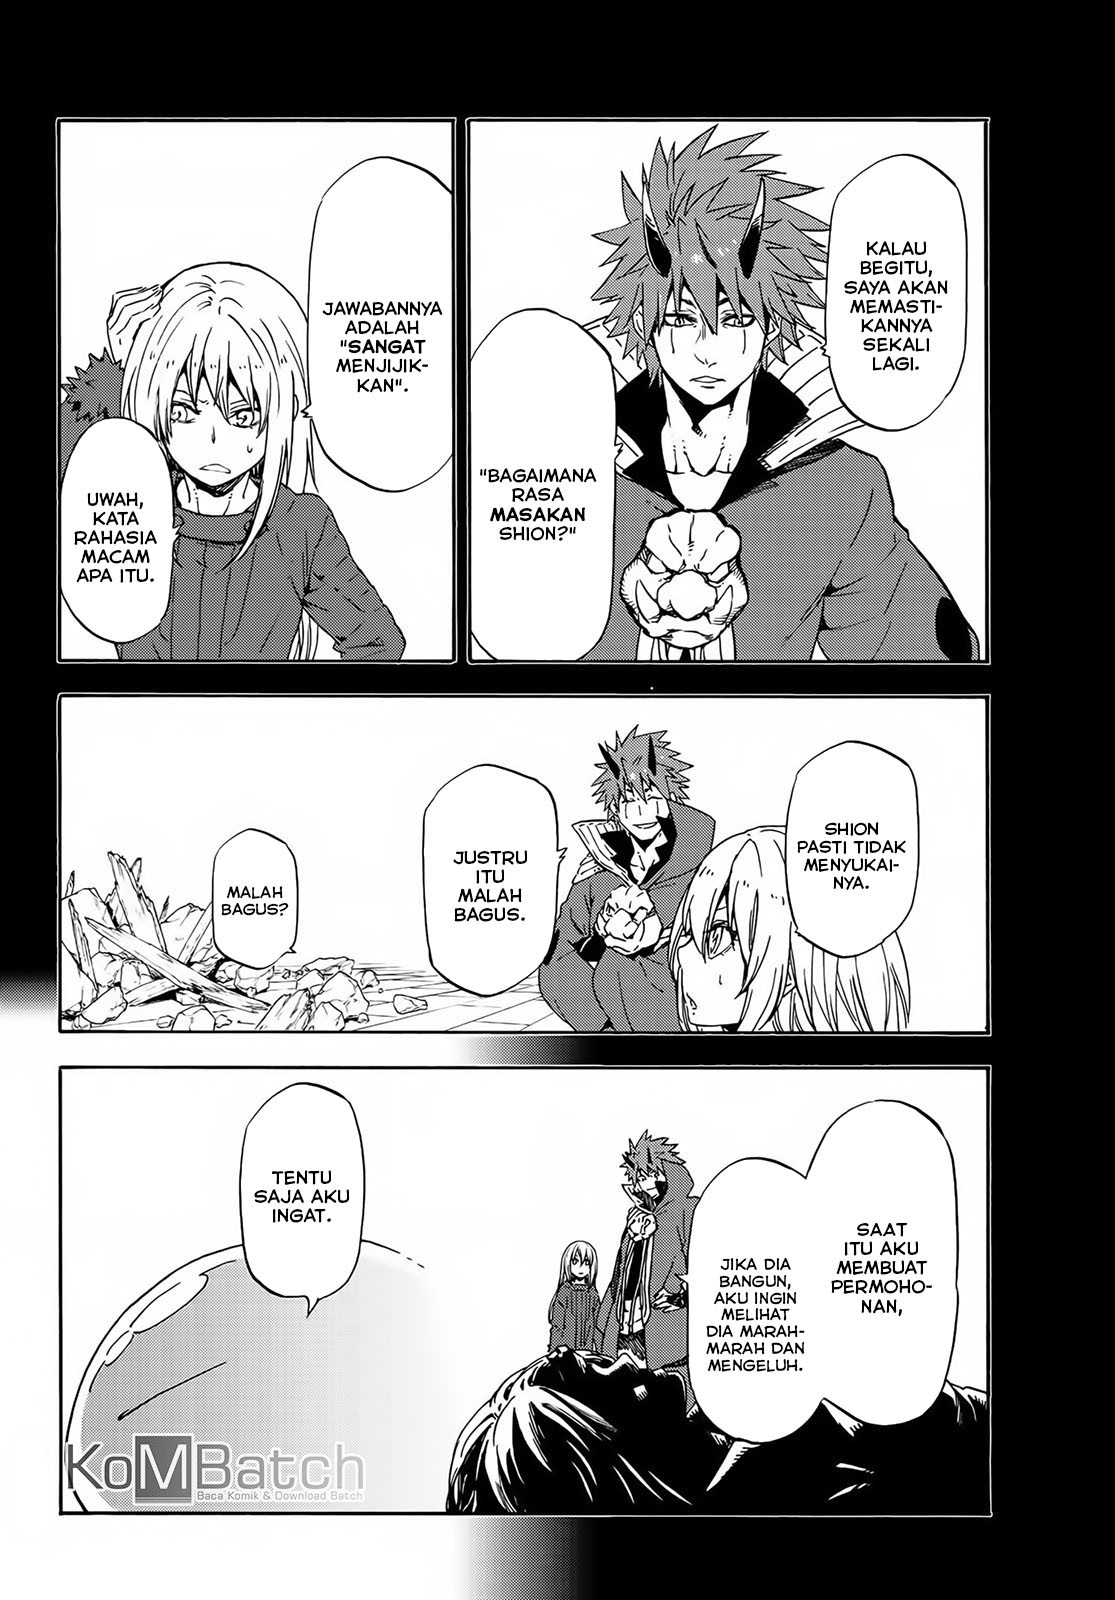 KALAU
BEGITU,
SAYA AKAN
MEMASTI-
KANNYA
SEKALI
LAGI.
"BAGAIMANA
RASA
MASAKAN
SHION?"
JAWABANNYA
ADALAH
"SANGAT
MENJIJIK-
KAN".
UWAH,
KATA
RAHASIA
MACAM
APA ITU.
SHION
PASTI TIDAK
MENYUKAI-
NYA.
JUSTRU
ITU
MALAH
BAGUS.
MALAH
BAGUS?
SAAT
ITU AKU
MEMBUAT
PERMOHO-
NAN,
JIKA DIA
BANGUN,
AKU INGIN
MELIHAT
DIA MARAH-
MARAH DAN
MENGELUH.
TENTU
SAJA AKU
INGAT.
KoMBatch
Baca Komik & Download Batch